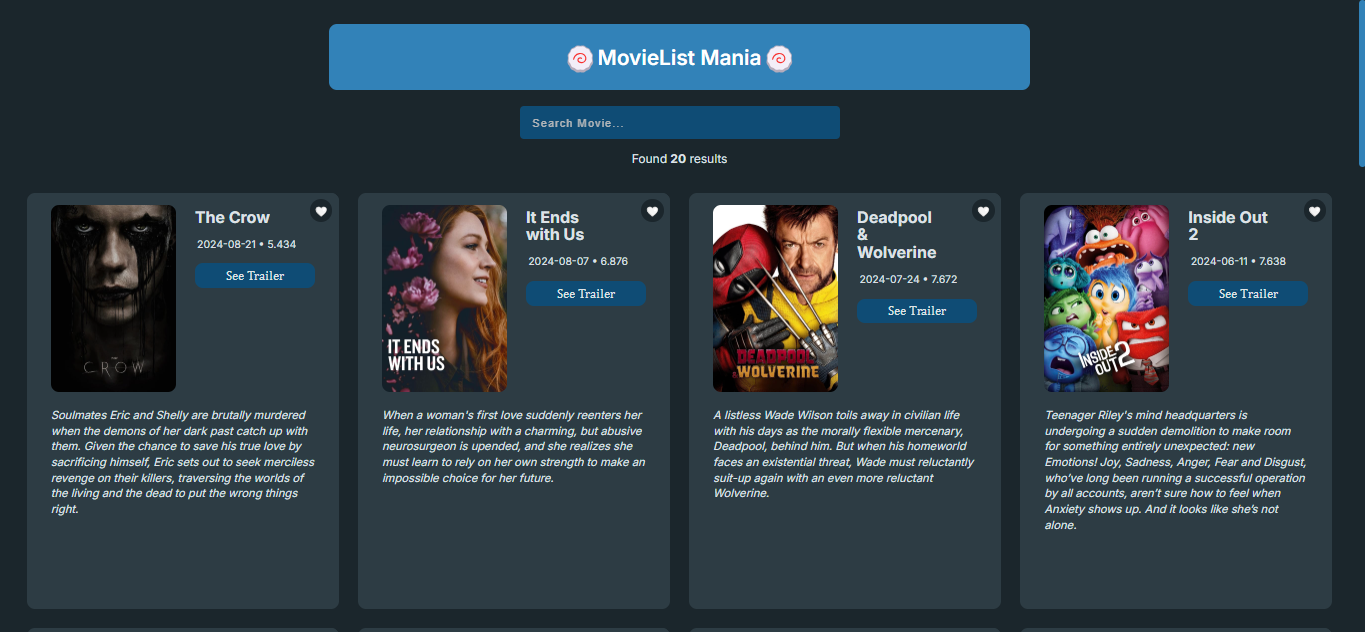 MovieList Mania
Search Movie...
Found 20 results
The Crow
2024-08-21 • 5.434
See Trailer
THE
CROW
Soulmates Eric and Shelly are brutally murdered
when the demons of her dark past catch up with
them. Given the chance to save his true love by
sacrificing himself, Eric sets out to seek merciless
revenge on their killers, traversing the worlds of
the living and the dead to put the wrong things
right.
It Ends
with Us
2024-08-07 • 6.876
See Trailer
IT ENDS
WITH US
When a woman's first love suddenly reenters her
life, her relationship with a charming, but abusive
neurosurgeon is upended, and she realizes she
must learn to rely on her own strength to make an
impossible choice for her future.
Deadpool
&
Wolverine
2024-07-24 • 7.672
See Trailer
DEADPOOL
& WOLVERINE
A listless Wade Wilson toils away in civilian life
with his days as the morally flexible mercenary,
Deadpool, behind him. But when his homeworld
faces an existential threat, Wade must reluctantly
suit-up again with an even more reluctant
Wolverine.
Inside Out
2
2024-06-11 • 7.638
See Trailer
INSIDE
OUT 2
Teenager Riley's mind headquarters is
undergoing a sudden demolition to make room
for something entirely unexpected: new
Emotions! Joy, Sadness, Anger, Fear and Disgust,
who've long been running a successful operation
by all accounts, aren't sure how to feel when
Anxiety shows up. And it looks like she's not
alone.